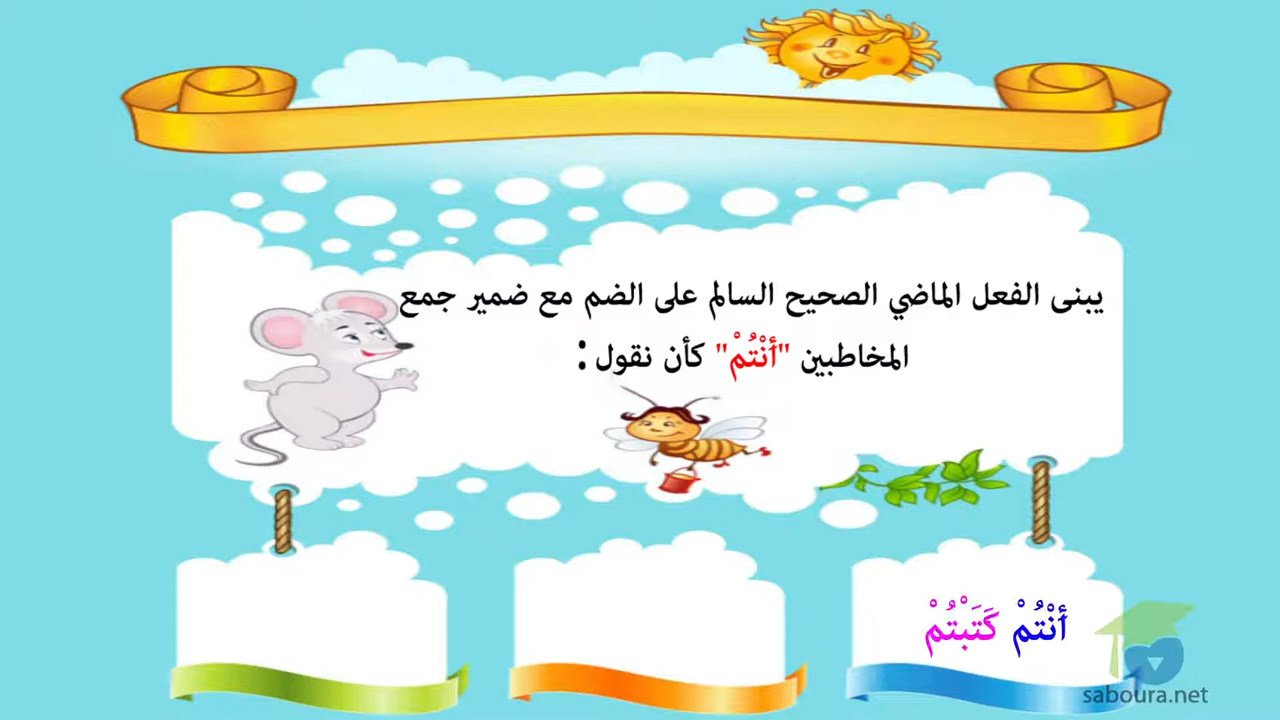 يبنى الفعل الماضي الصحيح السالم على الضم مع ضمير جمع
المخاطبين "أَنْتُمْ" كأن نقول :
أَنْتُمْ كَتَبْتُمْ
saboura.net